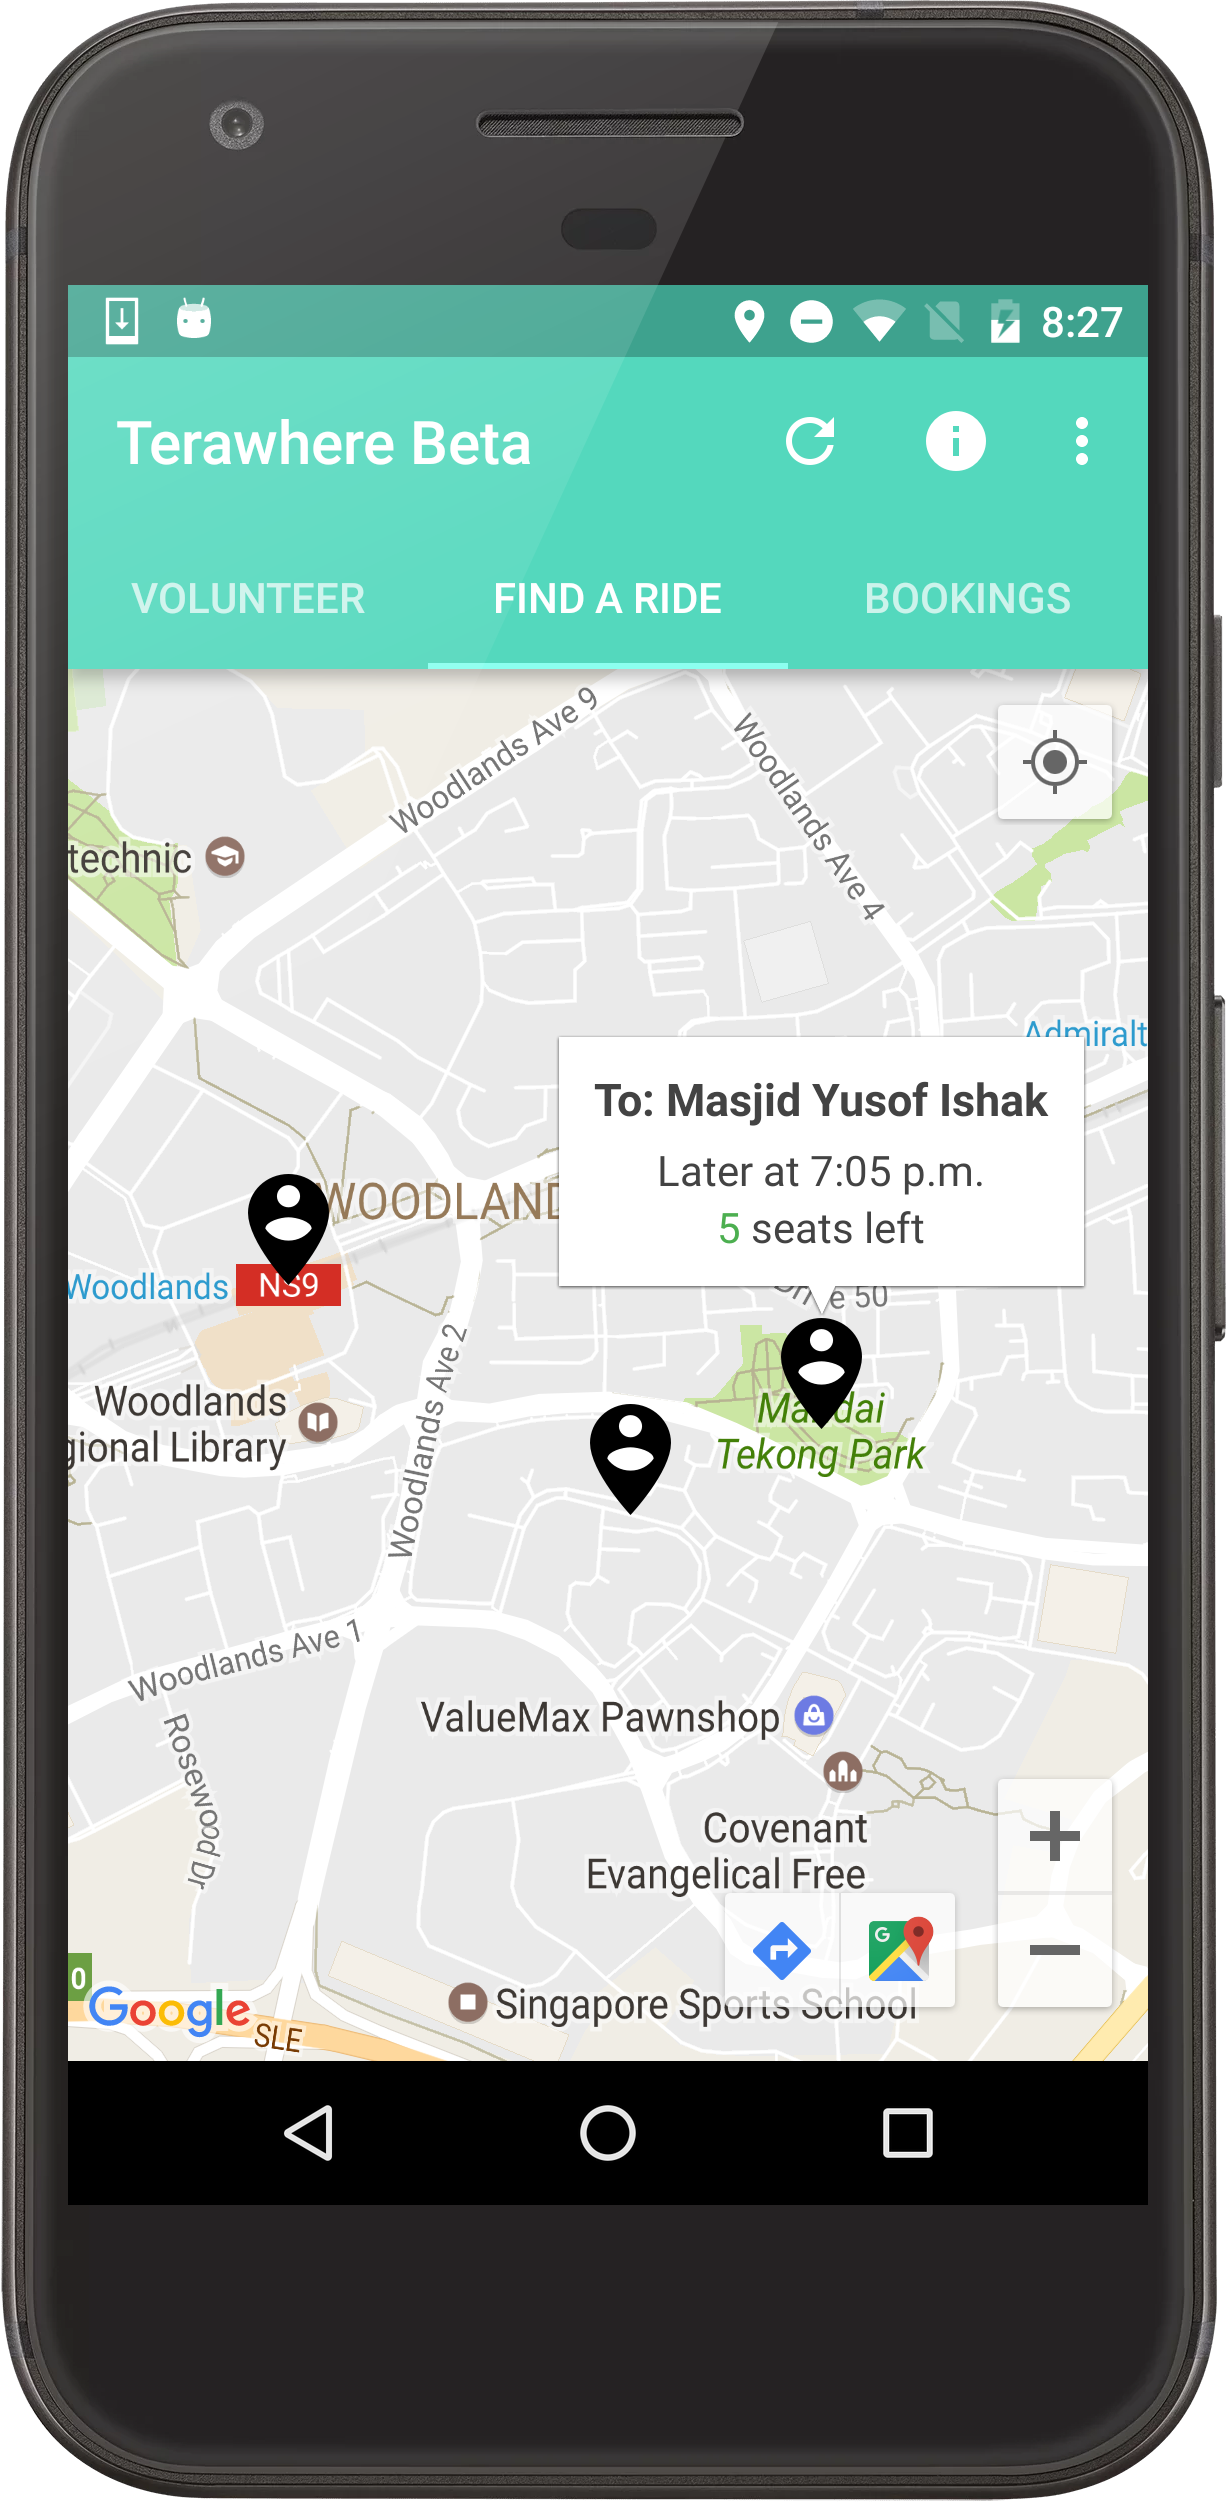 8:27
Terawhere Beta
VOLUNTEER FIND A RIDE BOOKINGS
Woodlands Ave 9
Woodlands Ave 4
technic
Admiralt
To: Masjid Yusof Ishak
Later at 7:05 p.m.
5 seats left
WOODLAND
Woodlands NS9
e 50
Woodlands Ave 2
Woodlands
gional Library
Mandai
Tekong Park
Woodlands Ave 1
Rosewood Dr
ValueMax Pawnshop
Covenant
Evangelical Free
G
0
Google
Singapore Sports School
SLE